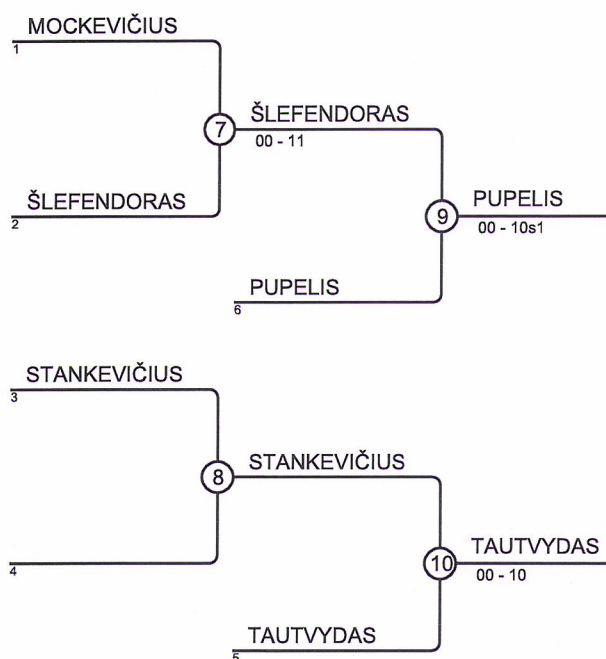 MOCKEVIČIUS
1
7
ŠLEFENDORAS
00 - 11
ŠLEFENDORAS
2
9
PUPELIS
00 - 10s1
PUPELIS
6
STANKEVIČIUS
3
8
STANKEVIČIUS
4
10
TAUTVYDAS
00 - 10
TAUTVYDAS
5